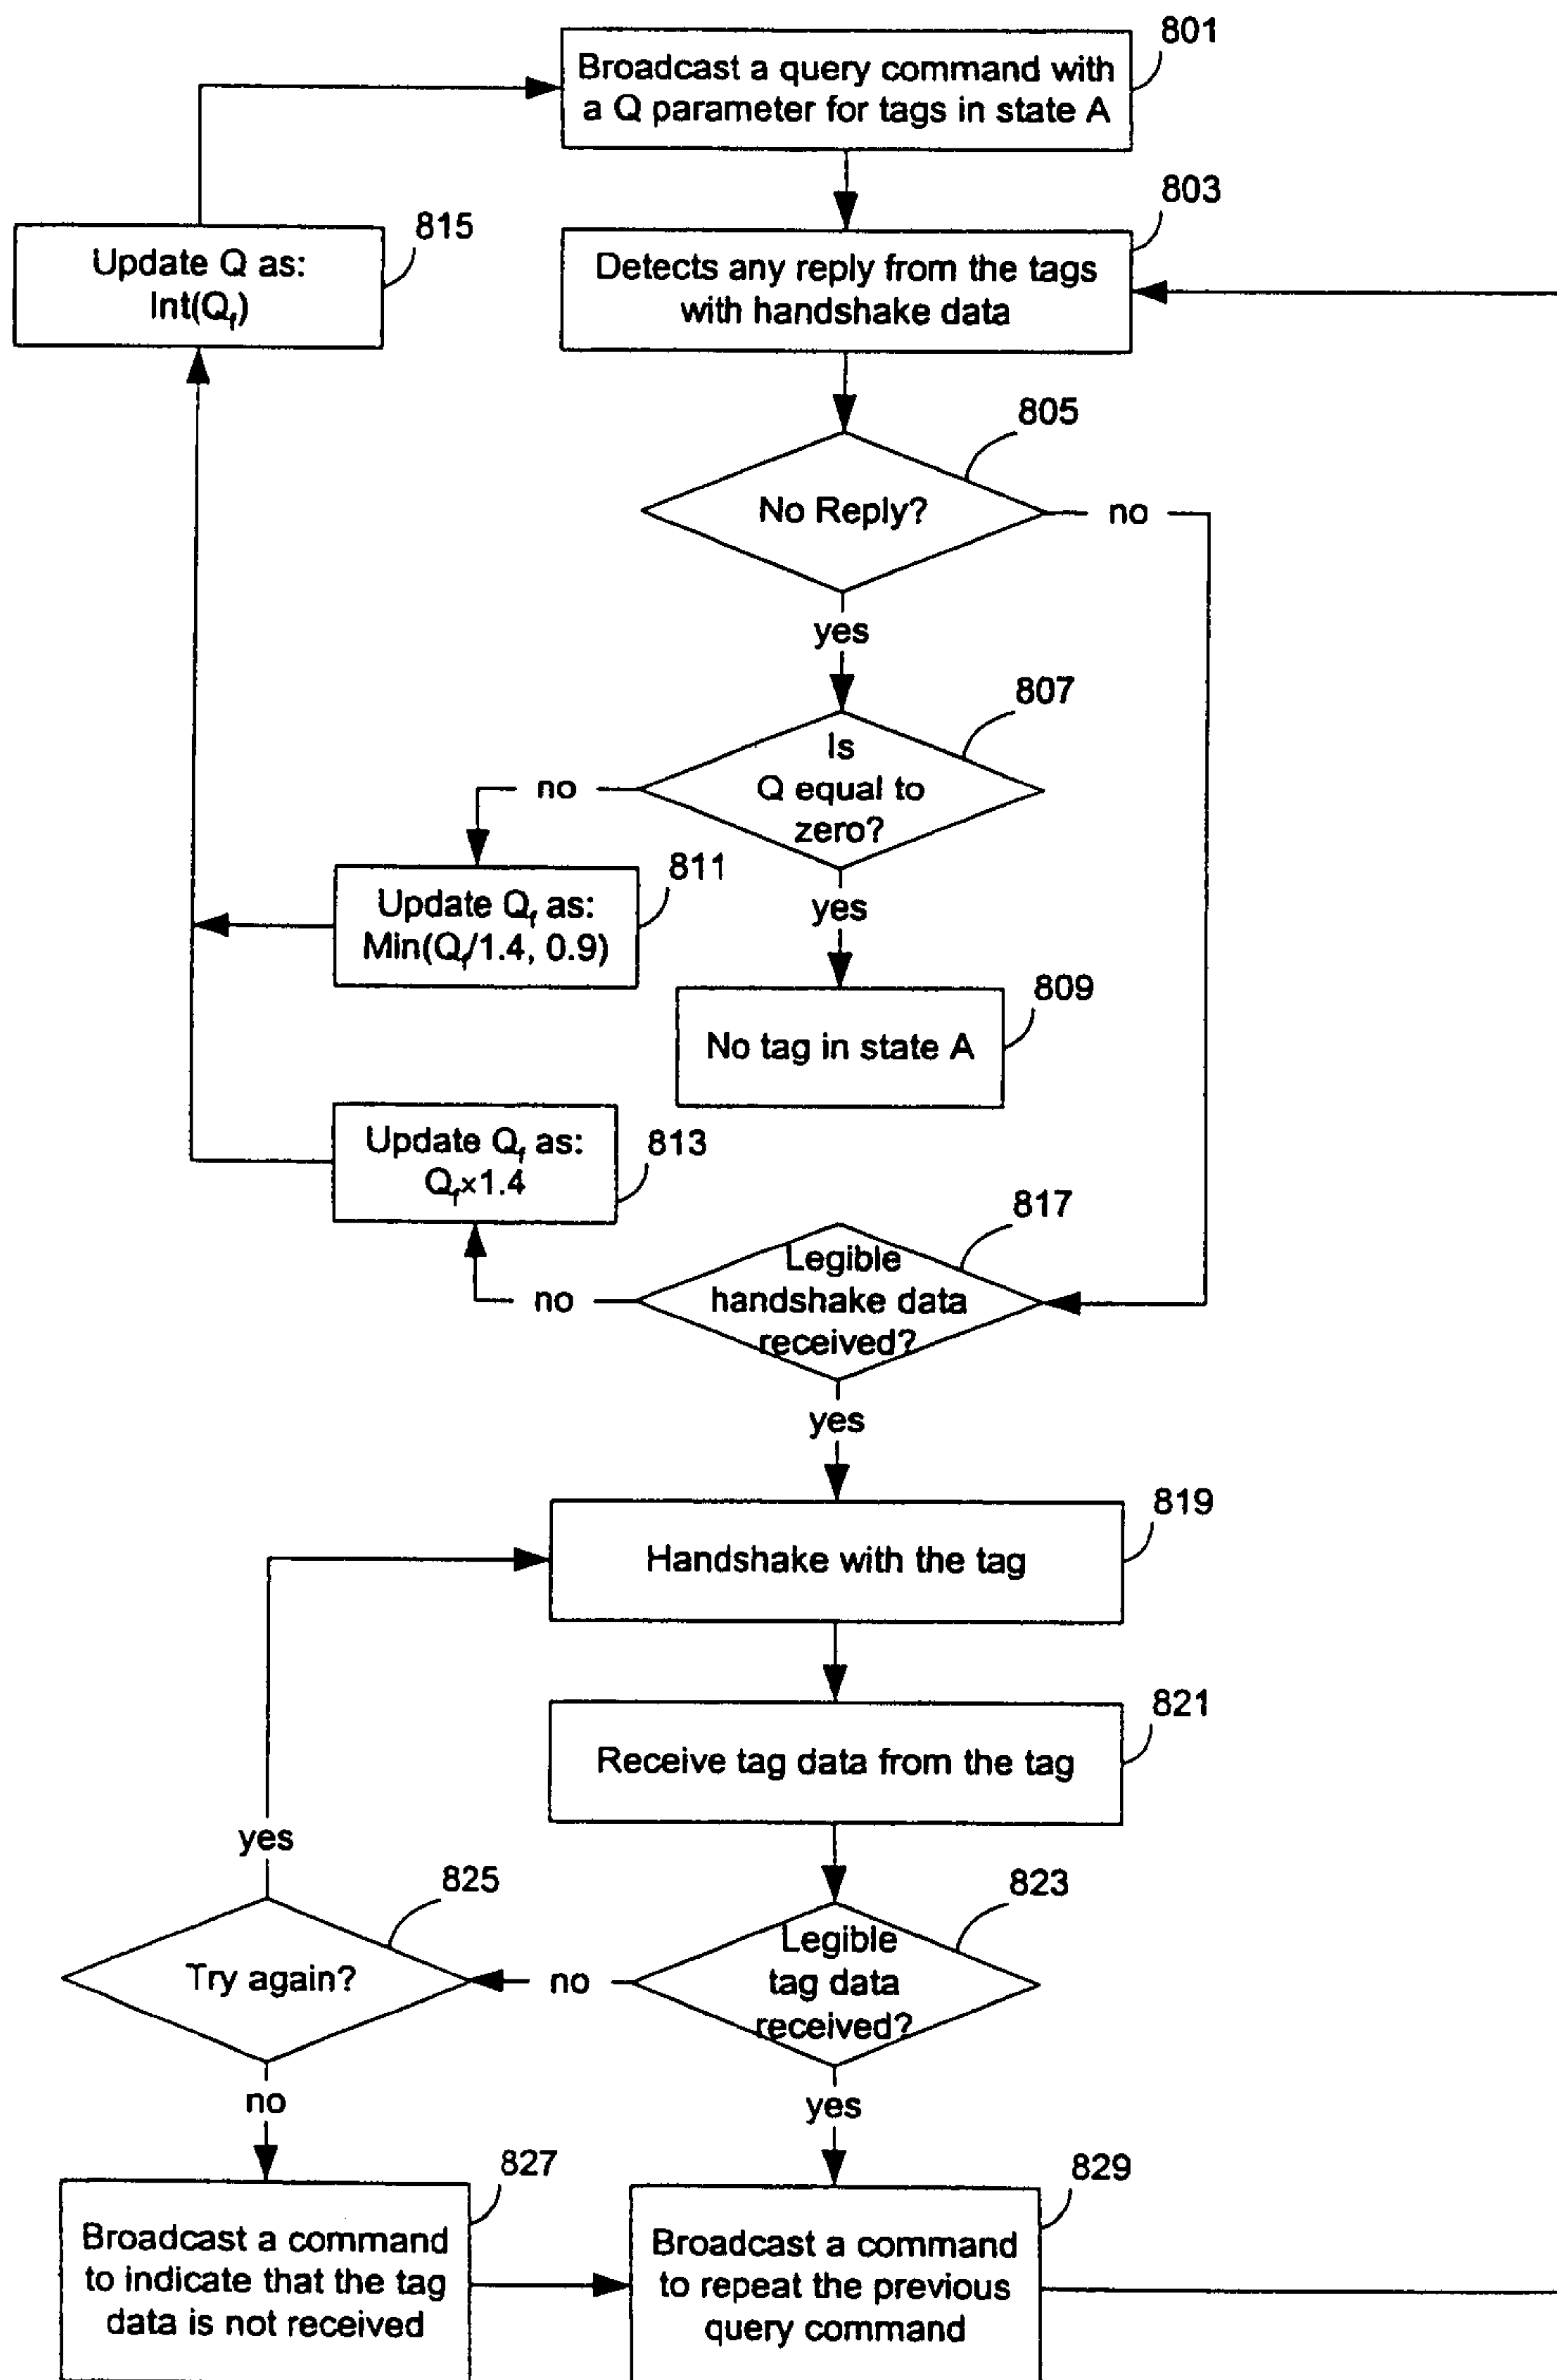 801
Broadcast a query command with
a Q parameter for tags in state A
803
815
Update Q as:
Int(Qf)
Detects any reply from the tags
with handshake data
805
No Reply?
no
yes
807
Is
Q equal to
zero?
no
811
Update Qf as:
Min(Qf/1.4, 0.9)
yes
809
No tag in state A
Update Qf as:
Qf×1.4
813
817
Legible
handshake data
received?
no
yes
819
Handshake with the tag
821
Receive tag data from the tag
yes
825
823
Legible
tag data
received?
Try again?
no
no
yes
827
829
Broadcast a command
to indicate that the tag
data is not received
Broadcast a command
to repeat the previous
query command